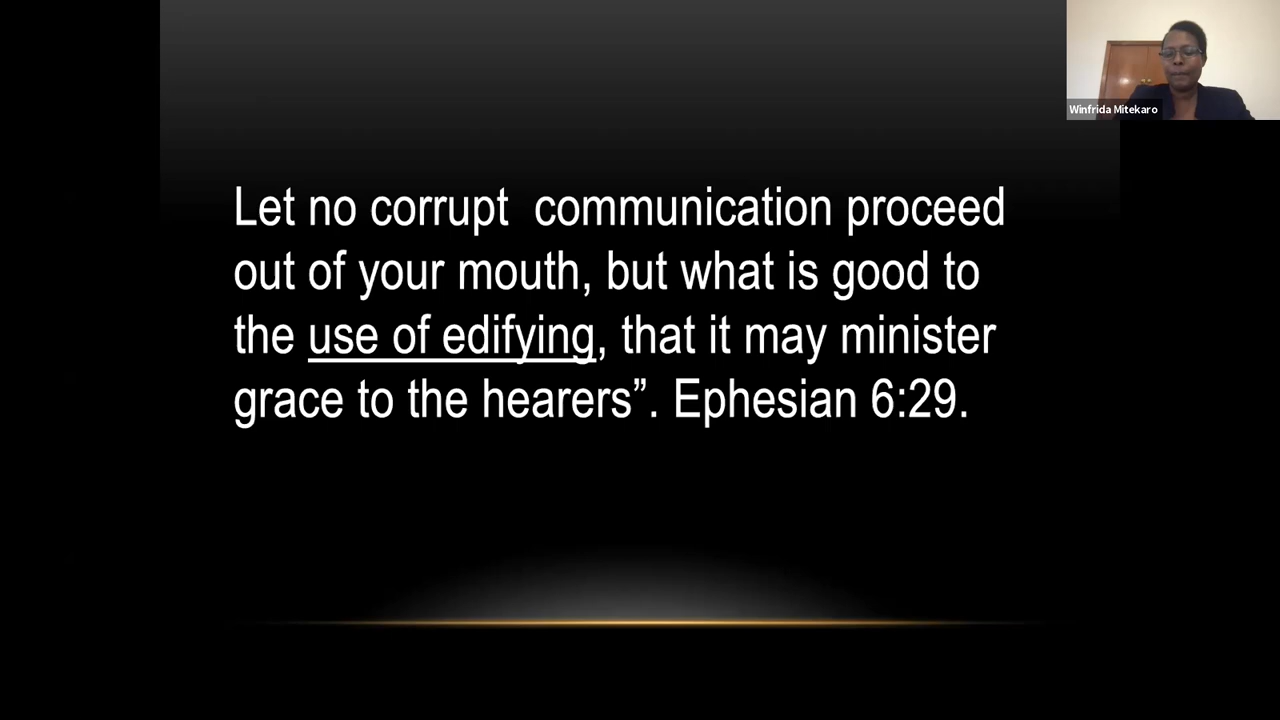 Winfrida Mitekaro
Let no corrupt  communication proceed
out of your mouth, but what is good to
the use of edifying, that it may minister
grace to the hearers”. Ephesian 6:29.